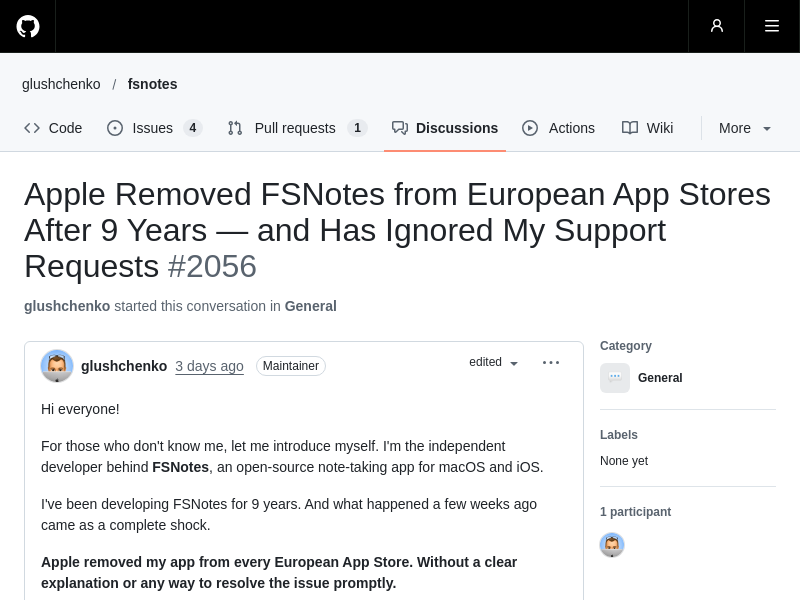 glushchenko / fsnotes
Code Issues 4 Pull requests 1 Discussions Actions Wiki More
Apple Removed FSNotes from European App Stores
After 9 Years — and Has Ignored My Support
Requests #2056
glushchenko started this conversation in General
glushchenko 3 days ago Maintainer edited
Hi everyone!
For those who don't know me, let me introduce myself. I'm the independent
developer behind FSNotes, an open-source note-taking app for macOS and iOS.
I've been developing FSNotes for 9 years. And what happened a few weeks ago
came as a complete shock.
Apple removed my app from every European App Store. Without a clear
explanation or any way to resolve the issue promptly.
Category
General
Labels
None yet
1 participant